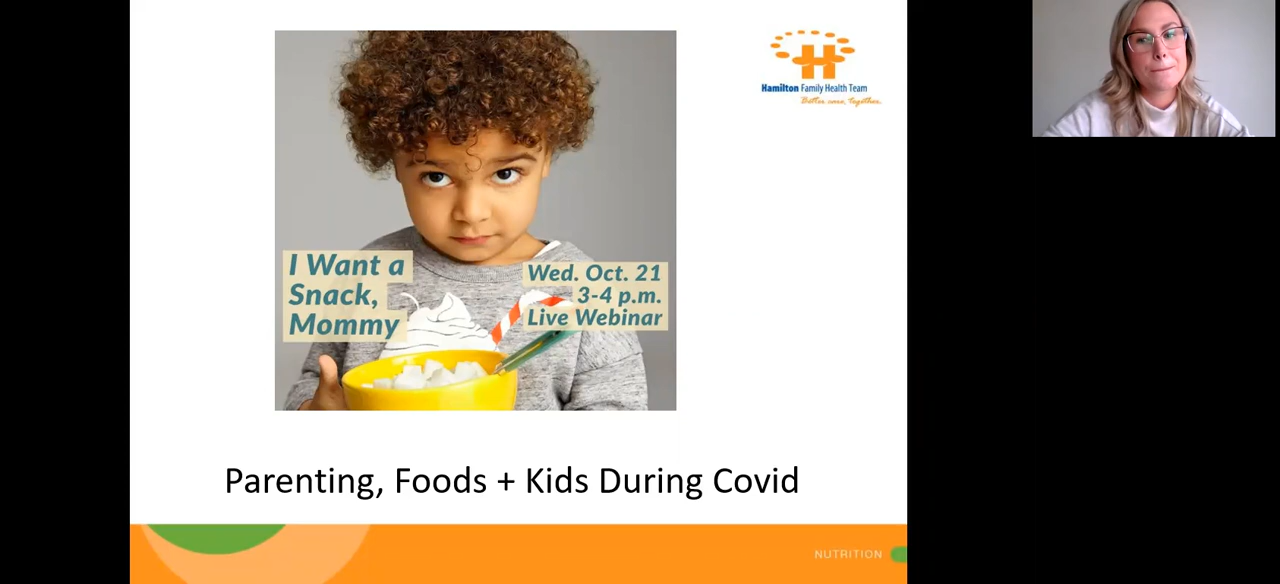 Hamilton Family Health Team
Better care, together.
I Want a
Snack,
Mommy
Wed. Oct. 21
3-4 p.m.
Live Webinar
Parenting, Foods + Kids During Covid
NUTRITION